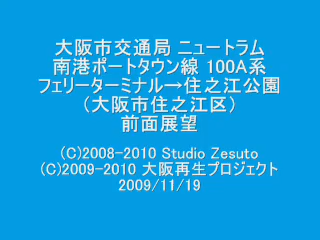 大阪市交通局 ニュートラム
南港ポートタウン線 100A系
フェリーターミナル→住之江公園
(大阪市住之江区)
前面展望
(C)2008-2010 Studio Zesuto
(C)2009-2010 大阪再生プロジェクト
2009/11/19